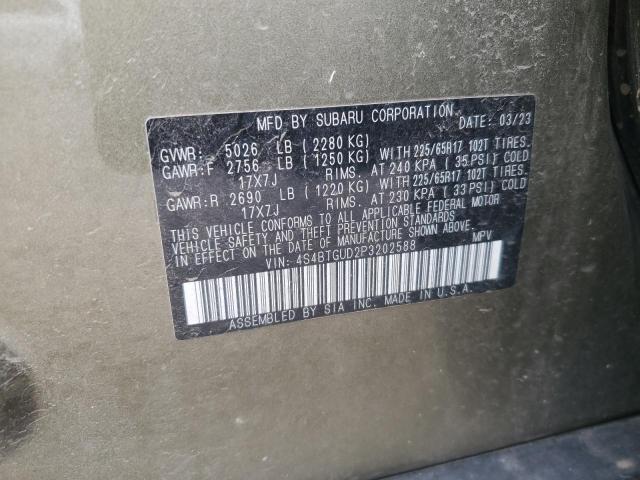 MFD BY SUBARU CORPORATION DATE: 03/23
GVWR: 5026 LB ( 2280 KG)
GAWR:F 2756 LB ( 1250 KG) WITH 225/65R17 102T TIRES.
17X7J RIMS. AT 240 KPA ( 35 PSI) COLD
GAWR:R 2690 LB ( 1220 KG) WITH 225/65R17 102T TIRES.
17X7J RIMS. AT 230 KPA ( 33 PSI) COLD
THIS VEHICLE CONFORMS TO ALL APPLICABLE FEDERAL MOTOR
VEHICLE SAFETY AND THEFT PREVENTION STANDARDS
IN EFFECT ON THE DATE OF MANUFACTURE SHOWN ABOVE.
VIN: 4S4BTGUD2P3202588 MPV
ASSEMBLED BY SIA INC. MADE IN U.S.A.